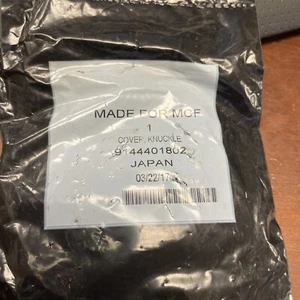 MADE FOR MCF
1
COVER, KNUCKLE
9144401802
JAPAN
03/22/17